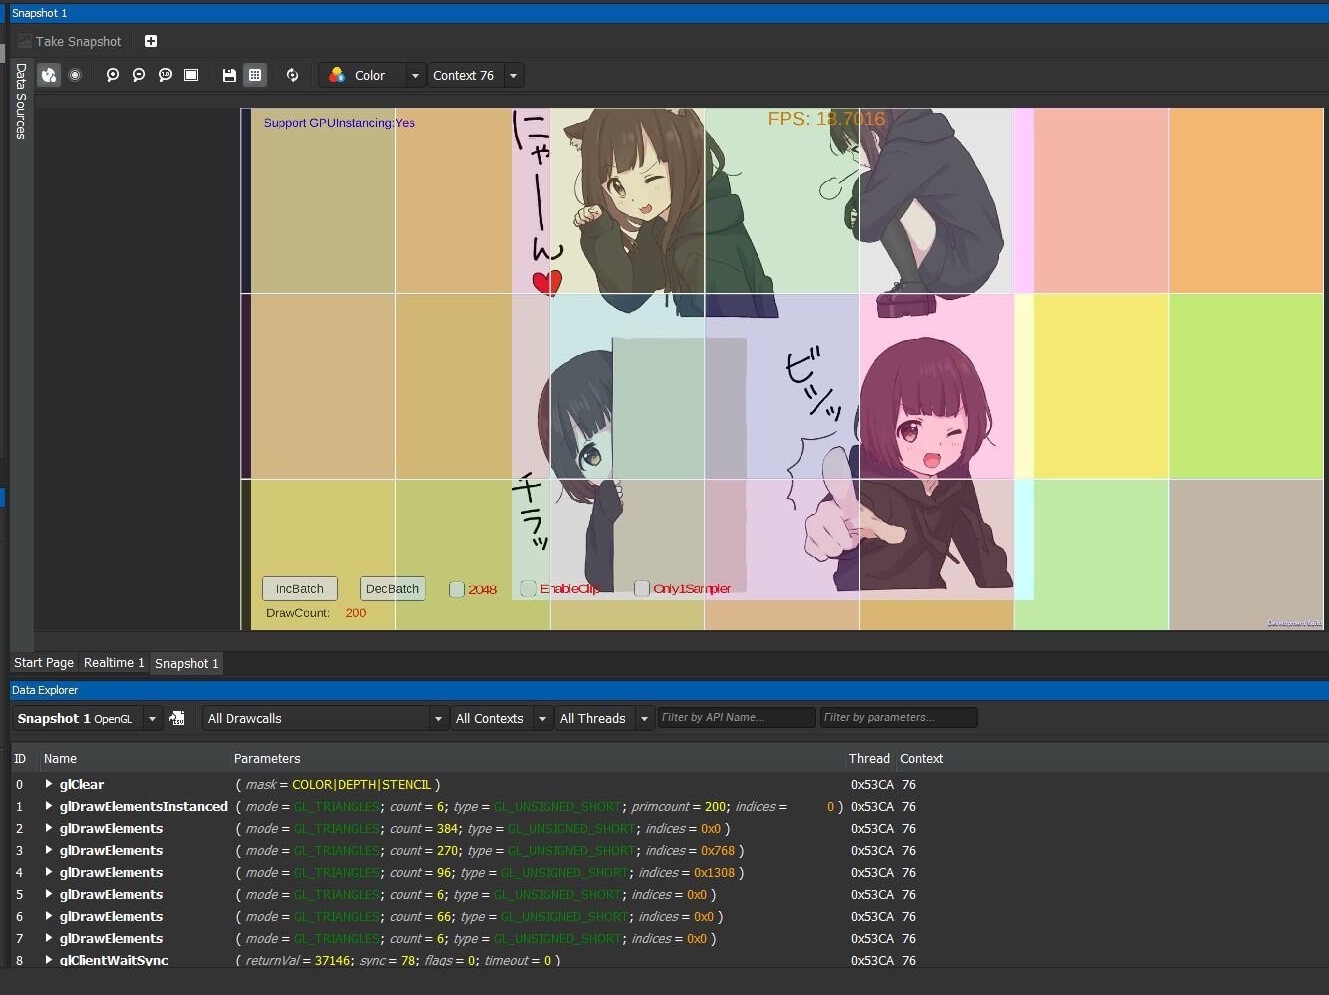 Snapshot 1
Take Snapshot
Data Sources
Color
Context 76
Support GPUInstancing:Yes
FPS: 18.7016
にゃーん
ビシッ
チラッ
IncBatch
DecBatch
2048
EnableClip
Only1Sampler
DrawCount: 200
Development Build
Start Page
Realtime 1
Snapshot 1
Data Explorer
Snapshot 1 OpenGL
All Drawcalls
All Contexts
All Threads
Filter by API Name...
Filter by parameters...
ID Name Parameters Thread Context
0 glClear ( mask = COLOR|DEPTH|STENCIL ) 0x53CA 76
1 glDrawElementsInstanced ( mode = GL_TRIANGLES; count = 6; type = GL_UNSIGNED_SHORT; primcount = 200; indices = 0 ) 0x53CA 76
2 glDrawElements ( mode = GL_TRIANGLES; count = 384; type = GL_UNSIGNED_SHORT; indices = 0x0 ) 0x53CA 76
3 glDrawElements ( mode = GL_TRIANGLES; count = 270; type = GL_UNSIGNED_SHORT; indices = 0x768 ) 0x53CA 76
4 glDrawElements ( mode = GL_TRIANGLES; count = 96; type = GL_UNSIGNED_SHORT; indices = 0x1308 ) 0x53CA 76
5 glDrawElements ( mode = GL_TRIANGLES; count = 6; type = GL_UNSIGNED_SHORT; indices = 0x0 ) 0x53CA 76
6 glDrawElements ( mode = GL_TRIANGLES; count = 66; type = GL_UNSIGNED_SHORT; indices = 0x0 ) 0x53CA 76
7 glDrawElements ( mode = GL_TRIANGLES; count = 6; type = GL_UNSIGNED_SHORT; indices = 0x0 ) 0x53CA 76
8 glClientWaitSync ( returnVal = 37146; sync = 78; flags = 0; timeout = 0 ) 0x53CA 76